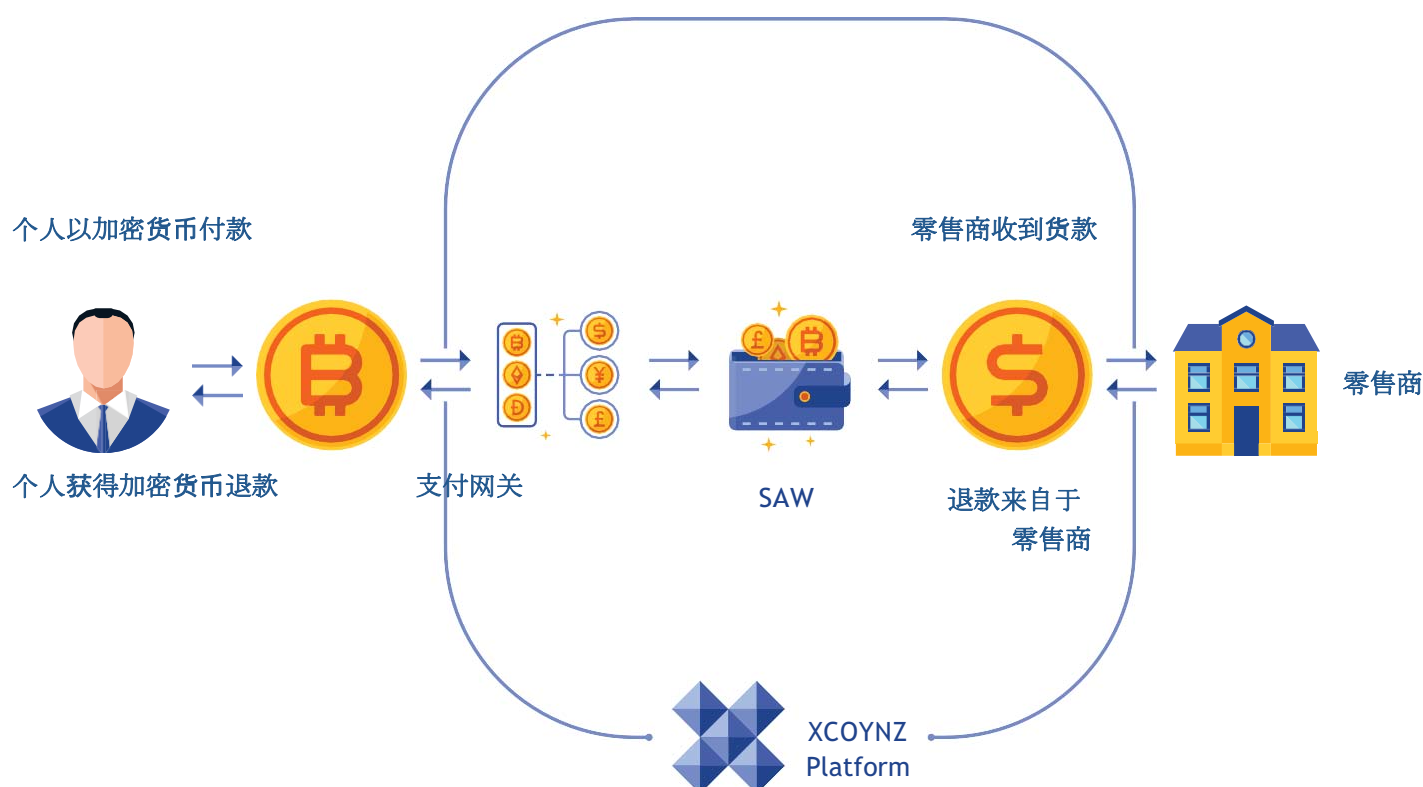 个人以加密货币付款
零售商收到货款
零售商
个人获得加密货币退款
支付网关
SAW
退款来自于
零售商
XCOYNZ
Platform